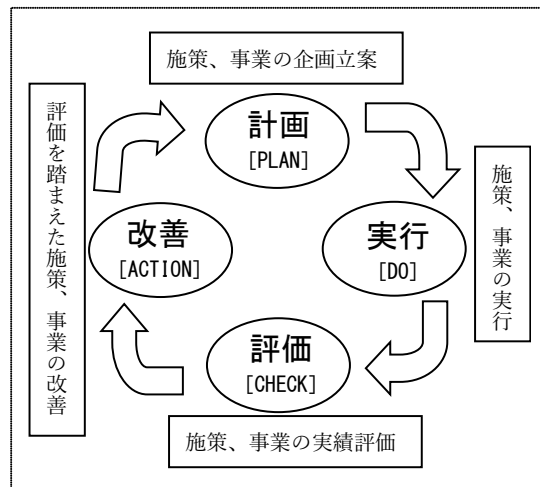 施策、事業の企画立案
計画
[PLAN]
評価を踏まえた施策、事業の改善
改善
[ACTION]
実行
[DO]
施策、事業の実行
評価
[CHECK]
施策、事業の実績評価